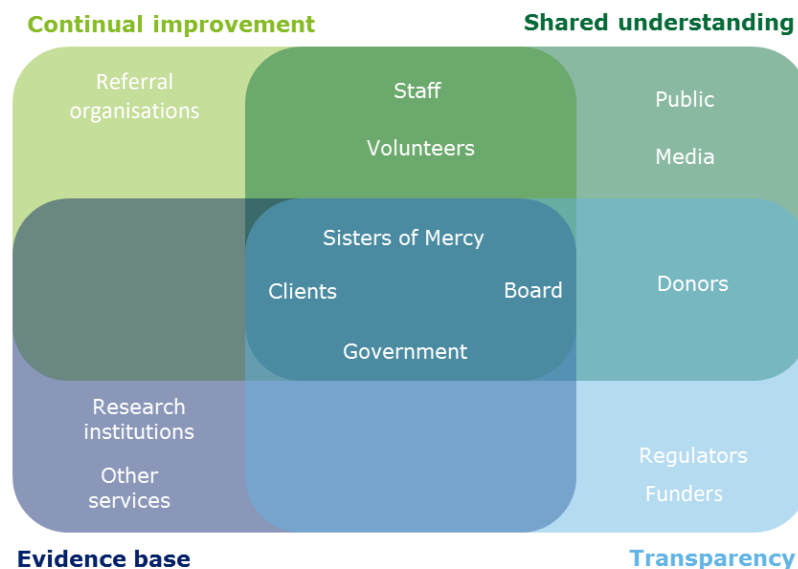 Continual improvement
Shared understanding
Referral
organisations
Staff
Volunteers
Public
Media
Sisters of Mercy
Clients
Board
Government
Donors
Research
institutions
Other
services
Regulators
Funders
Evidence base
Transparency